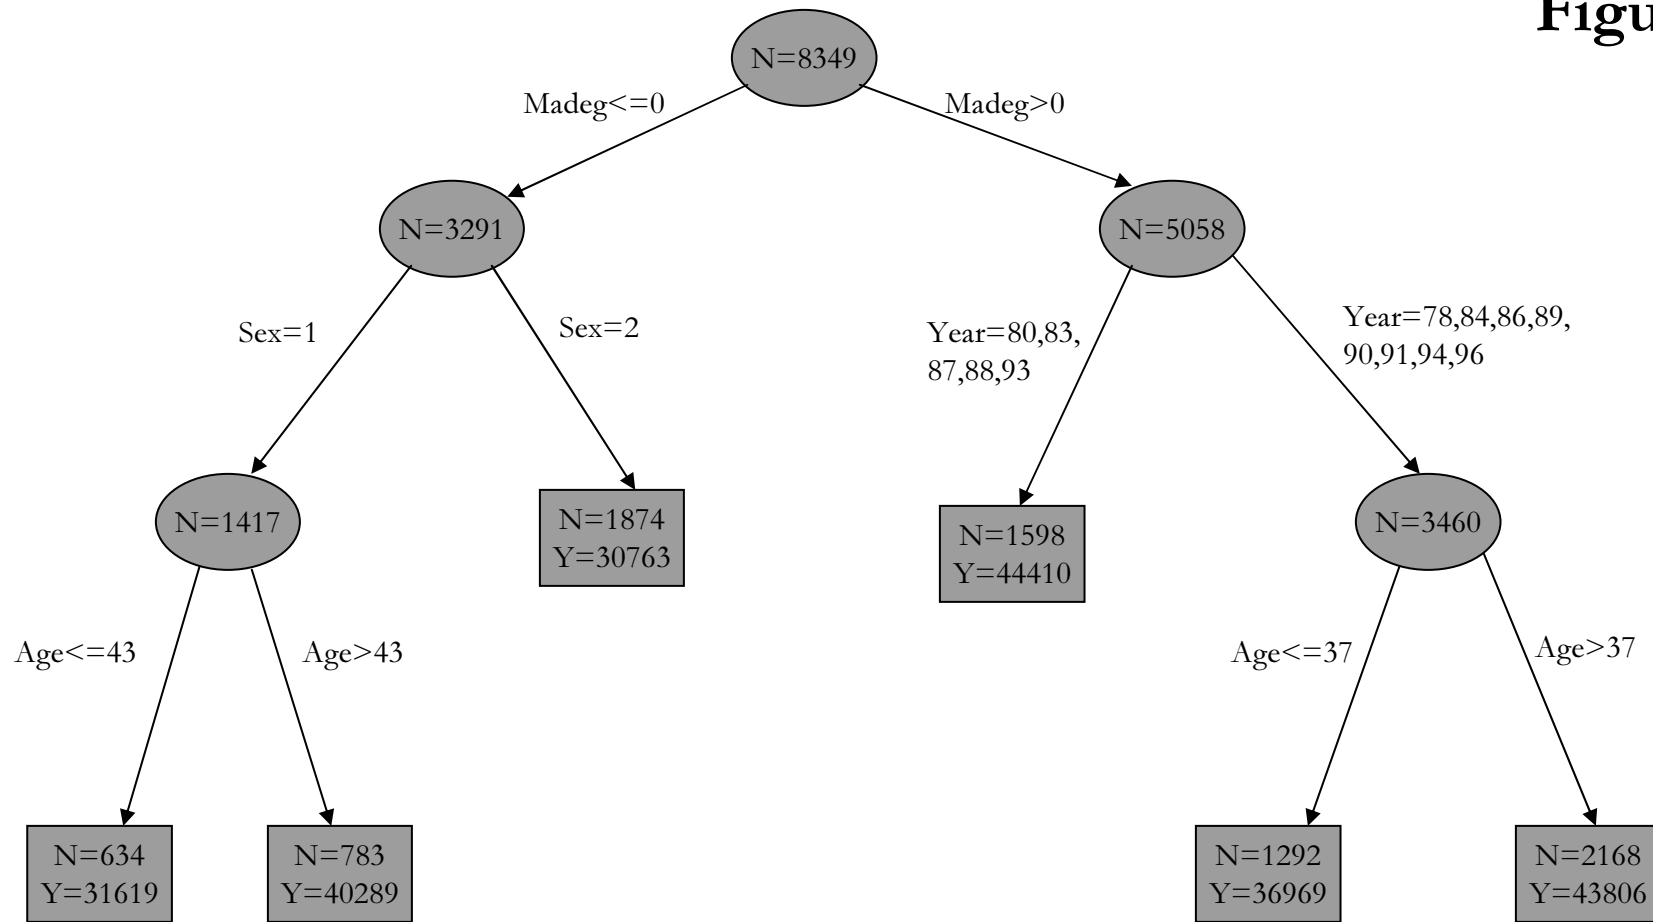 Figu
N=8349
Madeg<=0
Madeg>0
N=3291
N=5058
Sex=1
Sex=2
Year=80,83,
87,88,93
Year=78,84,86,89,
90,91,94,96
N=1417
N=1874
Y=30763
N=1598
Y=44410
N=3460
Age<=43
Age>43
Age<=37
Age>37
N=634
Y=31619
N=783
Y=40289
N=1292
Y=36969
N=2168
Y=43806